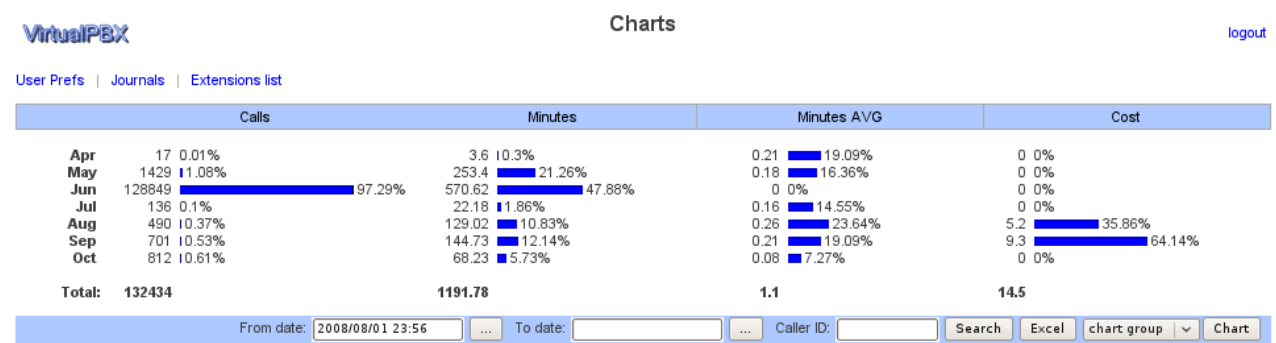 VirtualPBX
Charts
logout
User Prefs | Journals | Extensions list
Calls Minutes Minutes AVG Cost
Apr 17 0.01% 3.6 0.3% 0.21 19.09% 0 0%
May 1429 1.08% 253.4 21.26% 0.18 16.36% 0 0%
Jun 128849 97.29% 570.62 47.88% 0 0% 0 0%
Jul 136 0.1% 22.18 1.86% 0.16 14.55% 0 0%
Aug 490 0.37% 129.02 10.83% 0.26 23.64% 5.2 35.86%
Sep 701 0.53% 144.73 12.14% 0.21 19.09% 9.3 64.14%
Oct 812 0.61% 68.23 5.73% 0.08 7.27% 0 0%
Total: 132434 1191.78 1.1 14.5
From date: 2008/08/01 23:56 ... To date: ... Caller ID: Search Excel chart group Chart